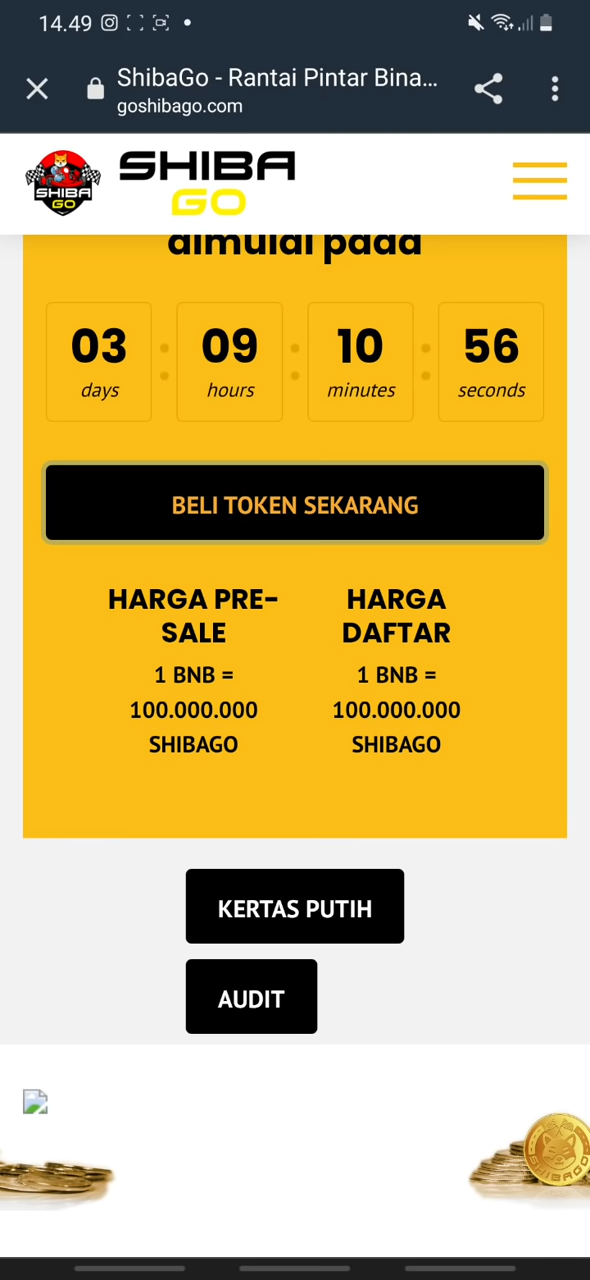 14.49
ShibaGo - Rantai Pintar Bina...
goshibago.com
SHIBA
GO
SHIBA
GO
dimulai pada
03
09
10
56
days
hours
minutes
seconds
BELI TOKEN SEKARANG
HARGA PRE-
SALE
1 BNB =
100.000.000
SHIBAGO
HARGA
DAFTAR
1 BNB =
100.000.000
SHIBAGO
KERTAS PUTIH
AUDIT
SHIBAGO